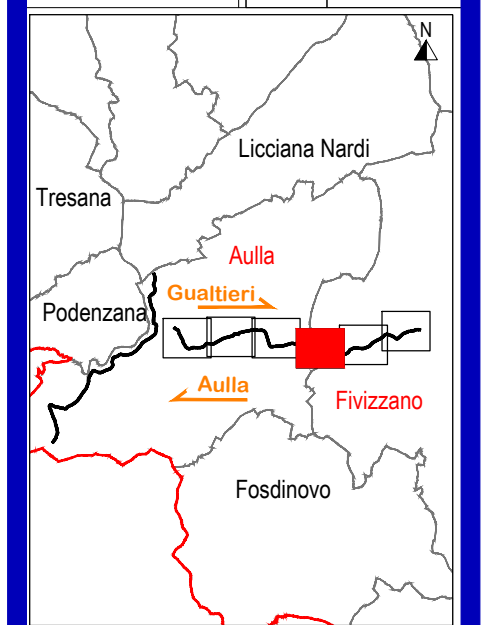 N
Licciana Nardi
Tresana
Aulla
Gualtieri
Podenzana
Aulla
Fivizzano
Fosdinovo